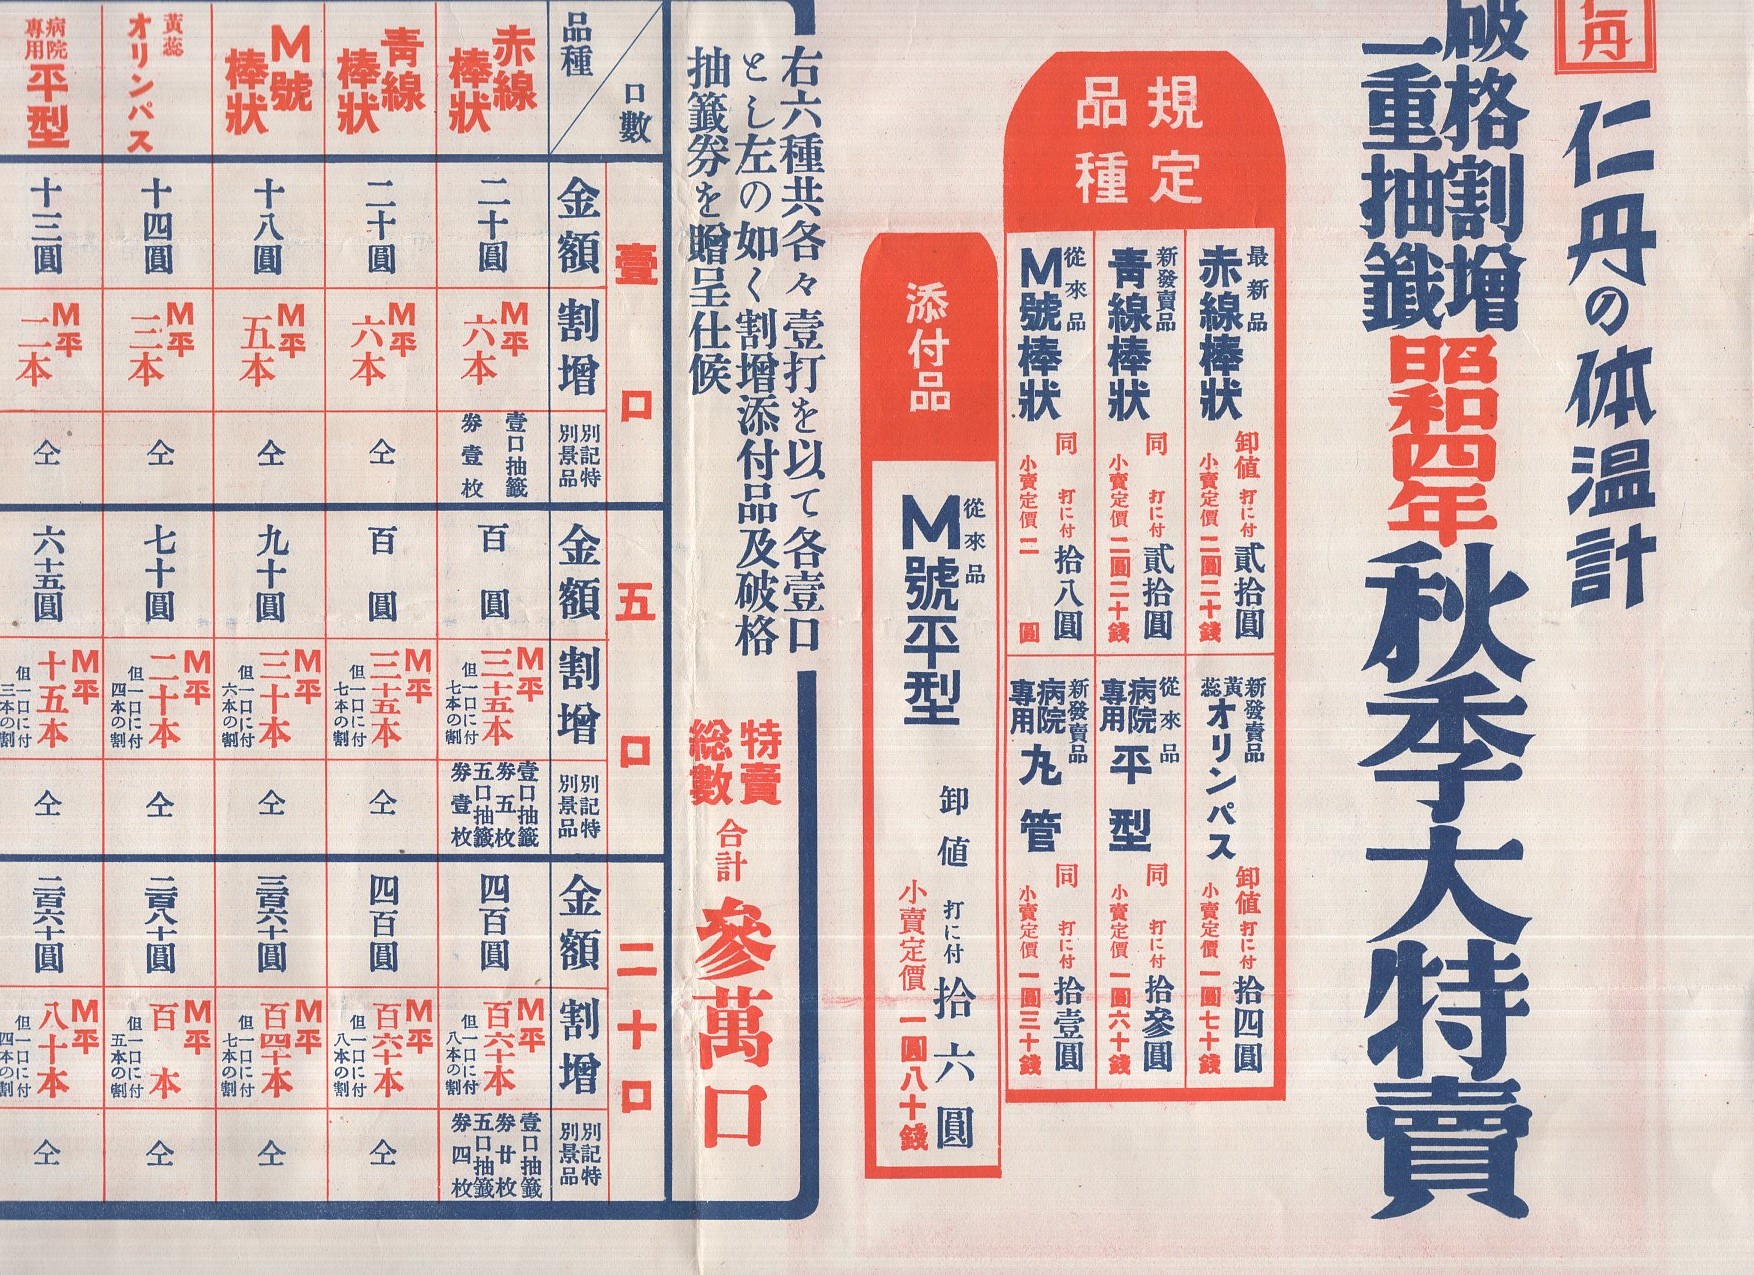 仁丹
仁丹の体温計
破格割増
二重抽籤
昭和四年
秋季大特賣
規定
品種
最新品
赤線棒狀
卸値 打に付 貳拾圓
小賣定價 二圓二十錢
新發賣品
黃蕊オリンパス
卸値 打に付 拾四圓
小賣定價 一圓七十錢
新發賣品
青線棒狀
同 打に付 貳拾圓
小賣定價 二圓二十錢
從來品
病院專用平型
同 打に付 拾參圓
小賣定價 一圓六十錢
從來品
M號棒狀
同 打に付 拾八圓
小賣定價 二圓
新發賣品
病院專用丸管
同 打に付 拾壹圓
小賣定價 一圓三十錢
添付品
從來品
M號平型
卸値 打に付 拾六圓
小賣定價 一圓八十錢
右六種共各々壹打を以て各壹口
とし左の如く割增添付品及破格
抽籤券を贈呈仕候
特賣
総數
合計
參萬口
口數
品種
壹口
五口
二十口
金額
割增
別記特
別景品
金額
割增
別記特
別景品
金額
割增
別記特
別景品
赤線
棒狀
二十圓
M平
六本
壹口抽籤
券壹枚
百圓
M平
三十五本
但一口に付
七本の割
壹口抽籤
券五枚
五口抽籤
券壹枚
四百圓
M平
百六十本
但一口に付
八本の割
壹口抽籤
券廿枚
五口抽籤
券四枚
青線
棒狀
二十圓
M平
六本
仝
百圓
M平
三十五本
但一口に付
七本の割
仝
四百圓
M平
百六十本
但一口に付
八本の割
仝
M號
棒狀
十八圓
M平
五本
仝
九十圓
M平
三十本
但一口に付
六本の割
仝
三百六十圓
M平
百四十本
但一口に付
七本の割
仝
黃蕊
オリンパス
十四圓
M平
三本
仝
七十圓
M平
二十本
但一口に付
四本の割
仝
二百八十圓
M平
百本
但一口に付
五本の割
仝
病院
專用
平型
十三圓
M平
二本
仝
六十五圓
M平
十五本
但一口に付
三本の割
仝
二百六十圓
M平
八十本
但一口に付
四本の割
仝